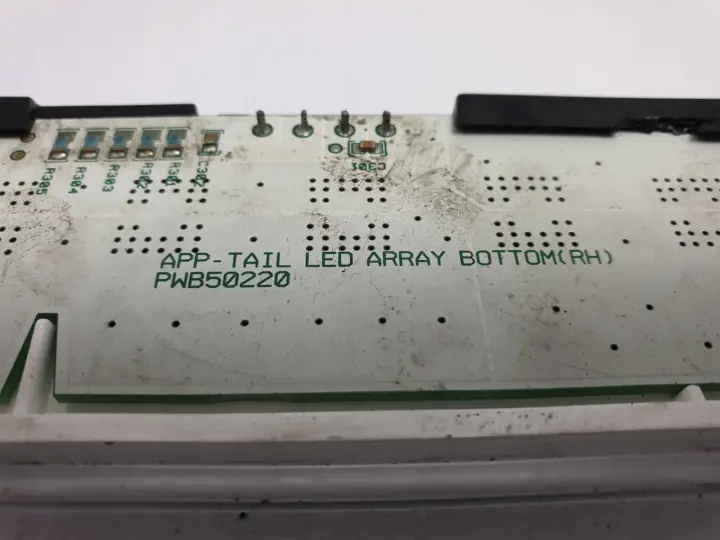 R305 R304 R303 R302 R301 C302 C301
APP-TAIL LED ARRAY BOTTOM(RH)
PWB50220